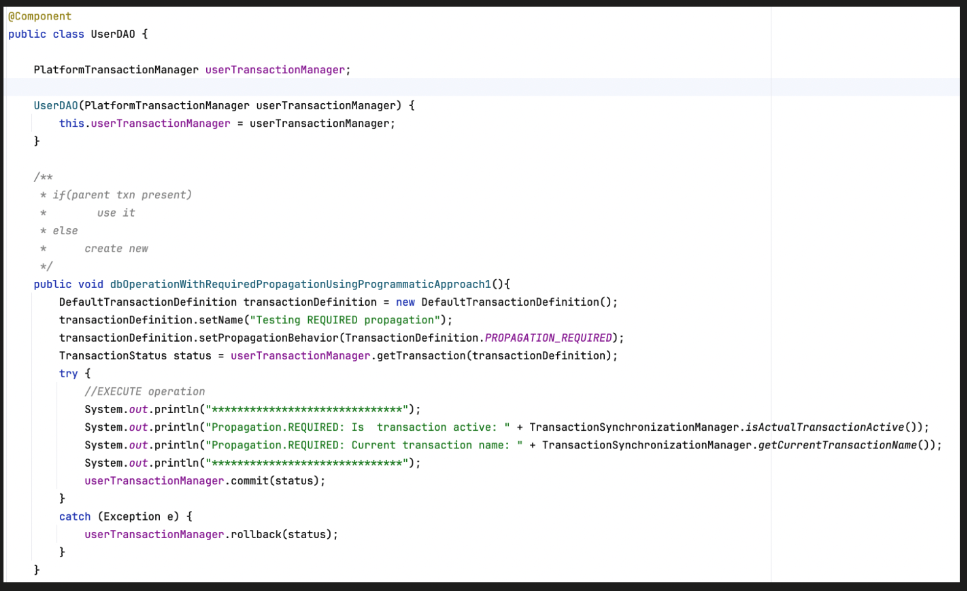 @Component
public class UserDAO {
PlatformTransactionManager userTransactionManager;
UserDAO(PlatformTransactionManager userTransactionManager) {
this.userTransactionManager = userTransactionManager;
}
/**
* if(parent txn present)
* use it
* else
* create new
*/
public void dbOperationWithRequiredPropagationUsingProgrammaticApproach1(){
DefaultTransactionDefinition transactionDefinition = new DefaultTransactionDefinition();
transactionDefinition.setName("Testing REQUIRED propagation");
transactionDefinition.setPropagationBehavior(TransactionDefinition.PROPAGATION_REQUIRED);
TransactionStatus status = userTransactionManager.getTransaction(transactionDefinition);
try {
//EXECUTE operation
System.out.println("******************************");
System.out.println("Propagation.REQUIRED: Is  transaction active: " + TransactionSynchronizationManager.isActualTransactionActive());
System.out.println("Propagation.REQUIRED: Current transaction name: " + TransactionSynchronizationManager.getCurrentTransactionName());
System.out.println("******************************");
userTransactionManager.commit(status);
}
catch (Exception e) {
userTransactionManager.rollback(status);
}
}